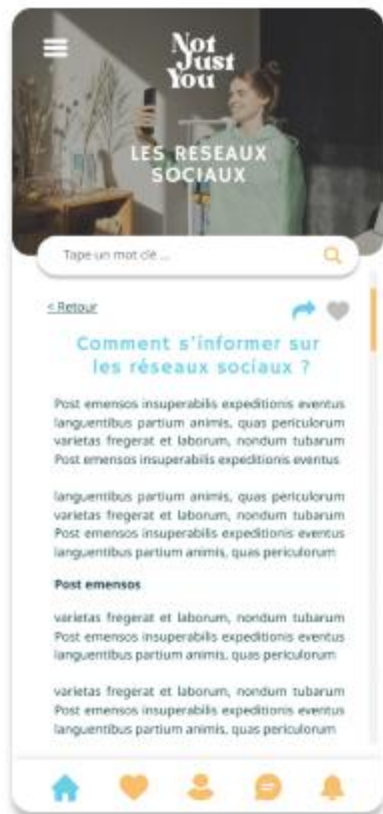 Not
Just
You
LES RESEAUX
SOCIAUX
Tape un mot clé ...
< Retour
Comment s'informer sur
les réseaux sociaux ?
Post emensos insuperabilis expeditionis eventus
languentibus partium animis, quas periculorum
varietas fregerat et laborum, nondum tubarum
Post emensos insuperabilis expeditionis eventus
languentibus partium animis, quas periculorum
varietas fregerat et laborum, nondum tubarum
Post emensos insuperabilis expeditionis eventus
languentibus partium animis, quas periculorum
Post emensos
varietas fregerat et laborum, nondum tubarum
Post emensos insuperabilis expeditionis eventus
languentibus partium animis, quas periculorum
varietas fregerat et laborum, nondum tubarum
Post emensos insuperabilis expeditionis eventus
languentibus partium animis, quas periculorum